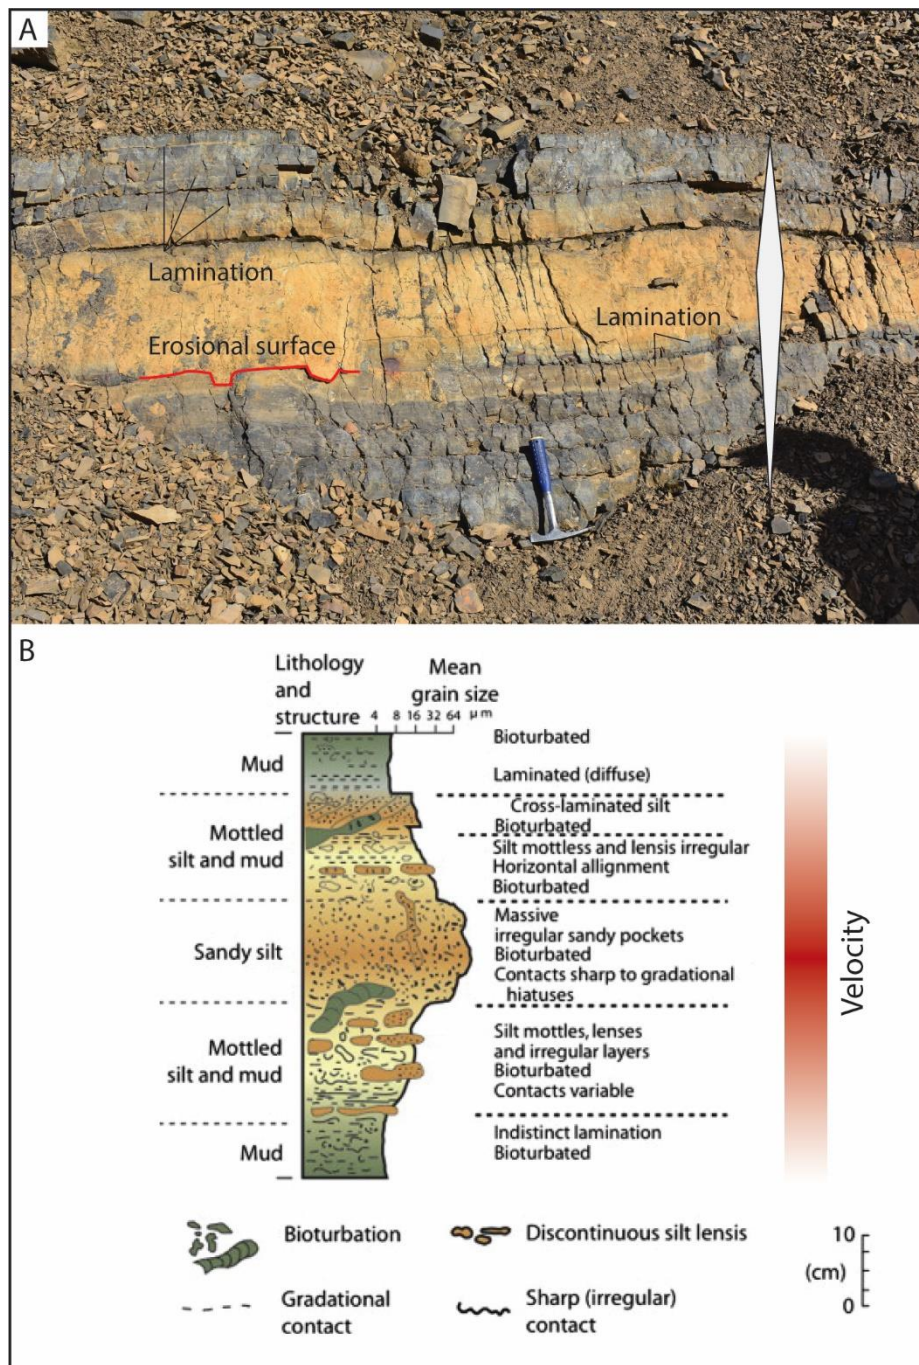 A
Lamination
Lamination
Erosional surface
B
Lithology
and
structure
Mean
grain size
4 8 16 32 64 µm
Mud
Mottled
silt and mud
Sandy silt
Mottled
silt and mud
Mud
Bioturbated
Laminated (diffuse)
Cross-laminated silt
Bioturbated
Silt mottless and lensis irregular
Horizontal allignment
Bioturbated
Massive
irregular sandy pockets
Bioturbated
Contacts sharp to gradational
hiatuses
Silt mottles, lenses
and irregular layers
Bioturbated
Contacts variable
Indistinct lamination
Bioturbated
Velocity
Bioturbation
Discontinuous silt lensis
Gradational
contact
Sharp (irregular)
contact
10
(cm)
0